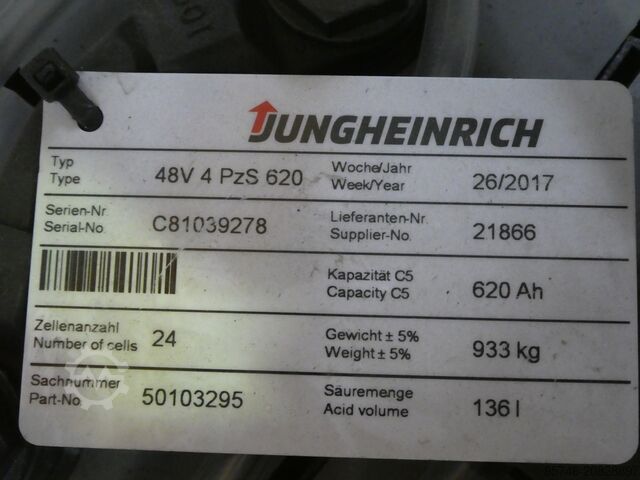 JUNGHEINRICH
Typ
Type
48V 4 PzS 620
Woche/Jahr
Week/Year
26/2017
Serien-Nr.
Serial-No.
C81039278
Lieferanten-Nr.
Supplier-No.
21866
Kapazität C5
Capacity C5
620 Ah
Zellenanzahl
Number of cells
24
Gewicht ± 5%
Weight ± 5%
933 kg
Sachnummer
Part-No.
50103295
Säuremenge
Acid volume
136 l